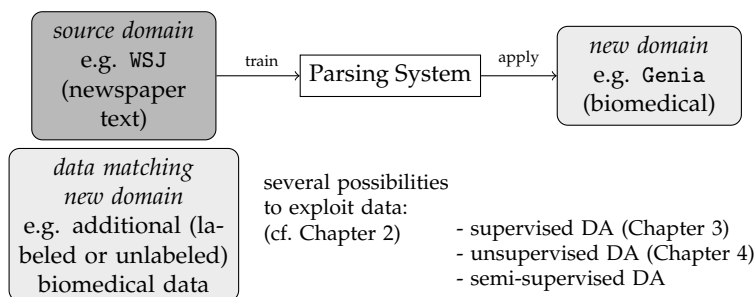 source domain
e.g. WSJ
(newspaper
text)
train
Parsing System
apply
new domain
e.g. Genia
(biomedical)
data matching
new domain
e.g. additional (la-
beled or unlabeled)
biomedical data
several possibilities
to exploit data:
(cf. Chapter 2)
- supervised DA (Chapter 3)
- unsupervised DA (Chapter 4)
- semi-supervised DA